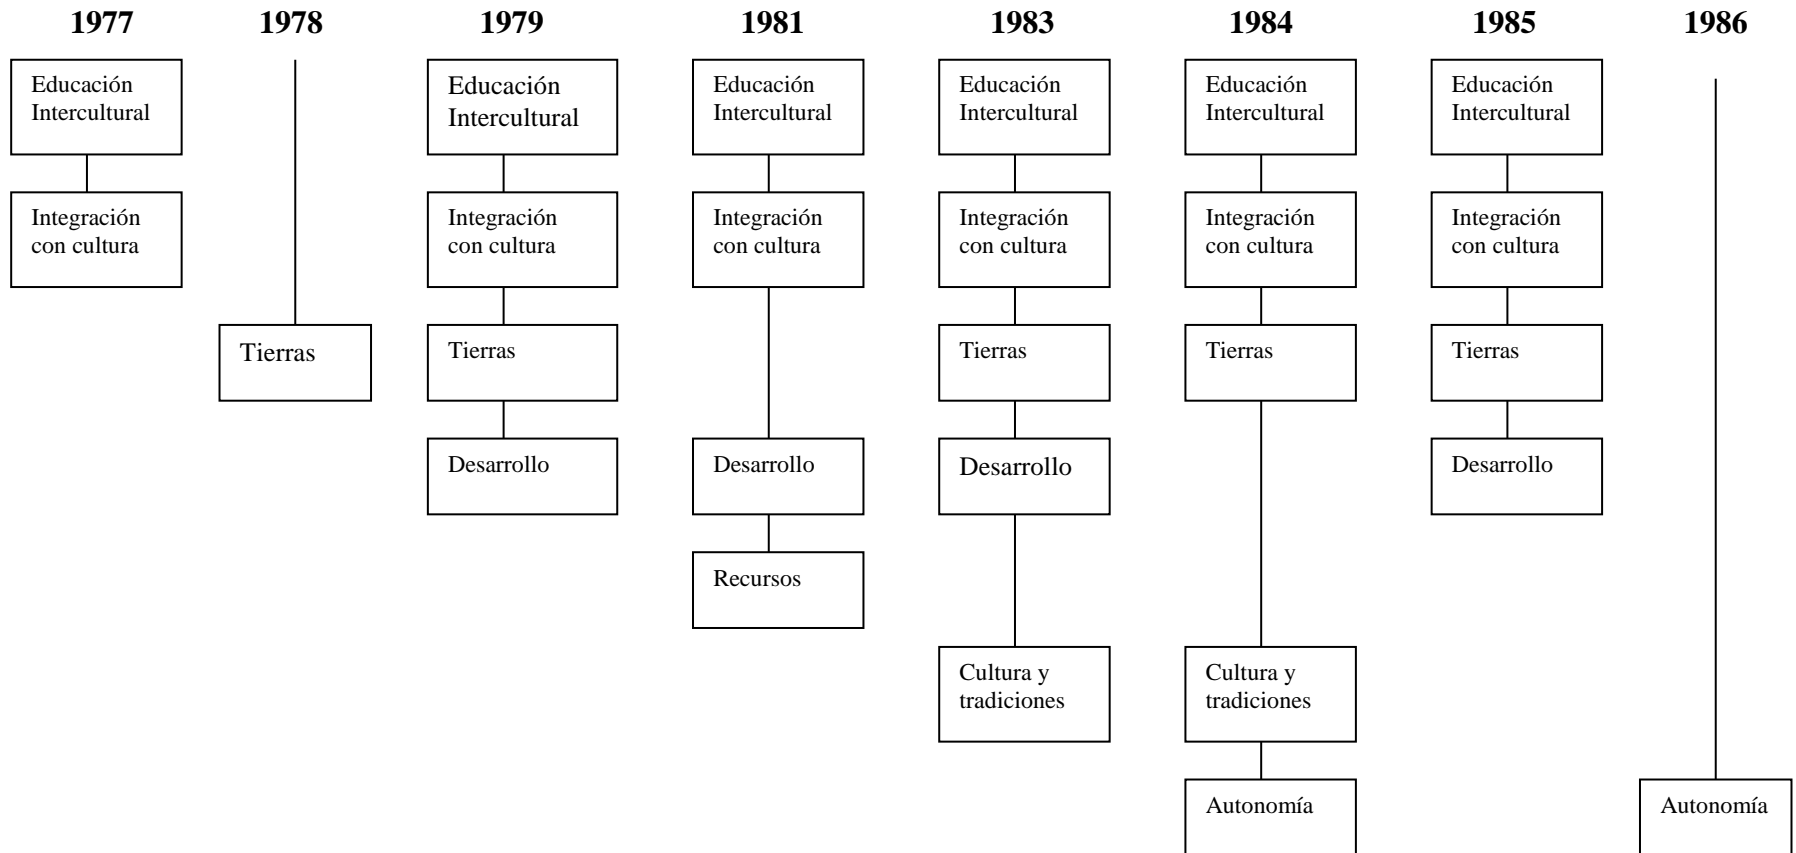 1977
1978
1979
1981
1983
1984
1985
1986
Educación
Intercultural
Educación
Intercultural
Educación
Intercultural
Educación
Intercultural
Educación
Intercultural
Educación
Intercultural
Integración
con cultura
Integración
con cultura
Integración
con cultura
Integración
con cultura
Integración
con cultura
Integración
con cultura
Tierras
Tierras
Tierras
Tierras
Tierras
Desarrollo
Desarrollo
Desarrollo
Desarrollo
Recursos
Cultura y
tradiciones
Cultura y
tradiciones
Autonomía
Autonomía